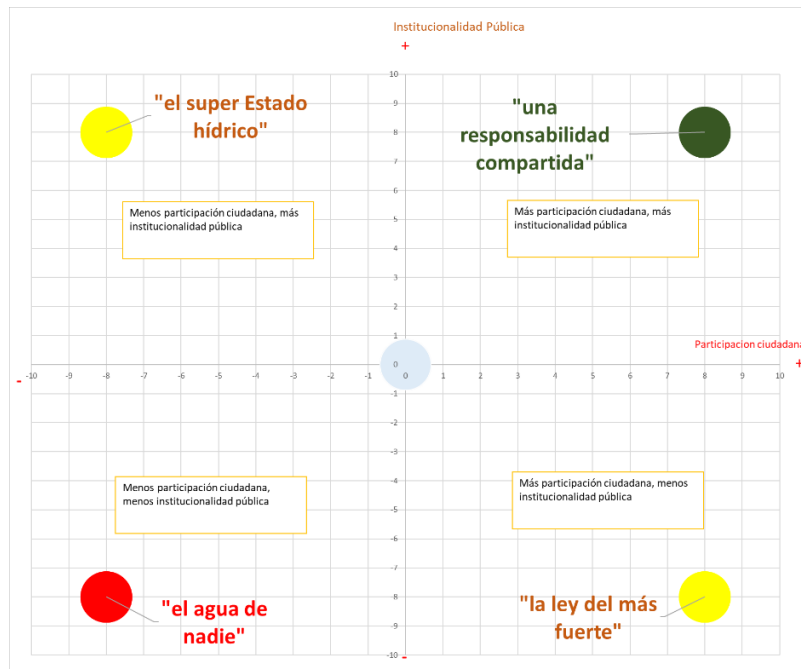 Institucionalidad Pública
+
10
"el super Estado
hídrico"
"una
responsabilidad
compartida"
9
8
7
6
Menos participación ciudadana, más
institucionalidad pública
Más participación ciudadana, más
institucionalidad pública
5
4
3
2
1
Participacion ciudadana
0
+
-
-10 -9 -8 -7 -6 -5 -4 -3 -2 -1 0 1 2 3 4 5 6 7 8 9 10
-1
-2
-3
-4
Menos participación ciudadana,
menos institucionalidad pública
Más participación ciudadana, menos
institucionalidad pública
-5
-6
-7
-8
"el agua de
nadie"
"la ley del más
fuerte"
-9
-10
-